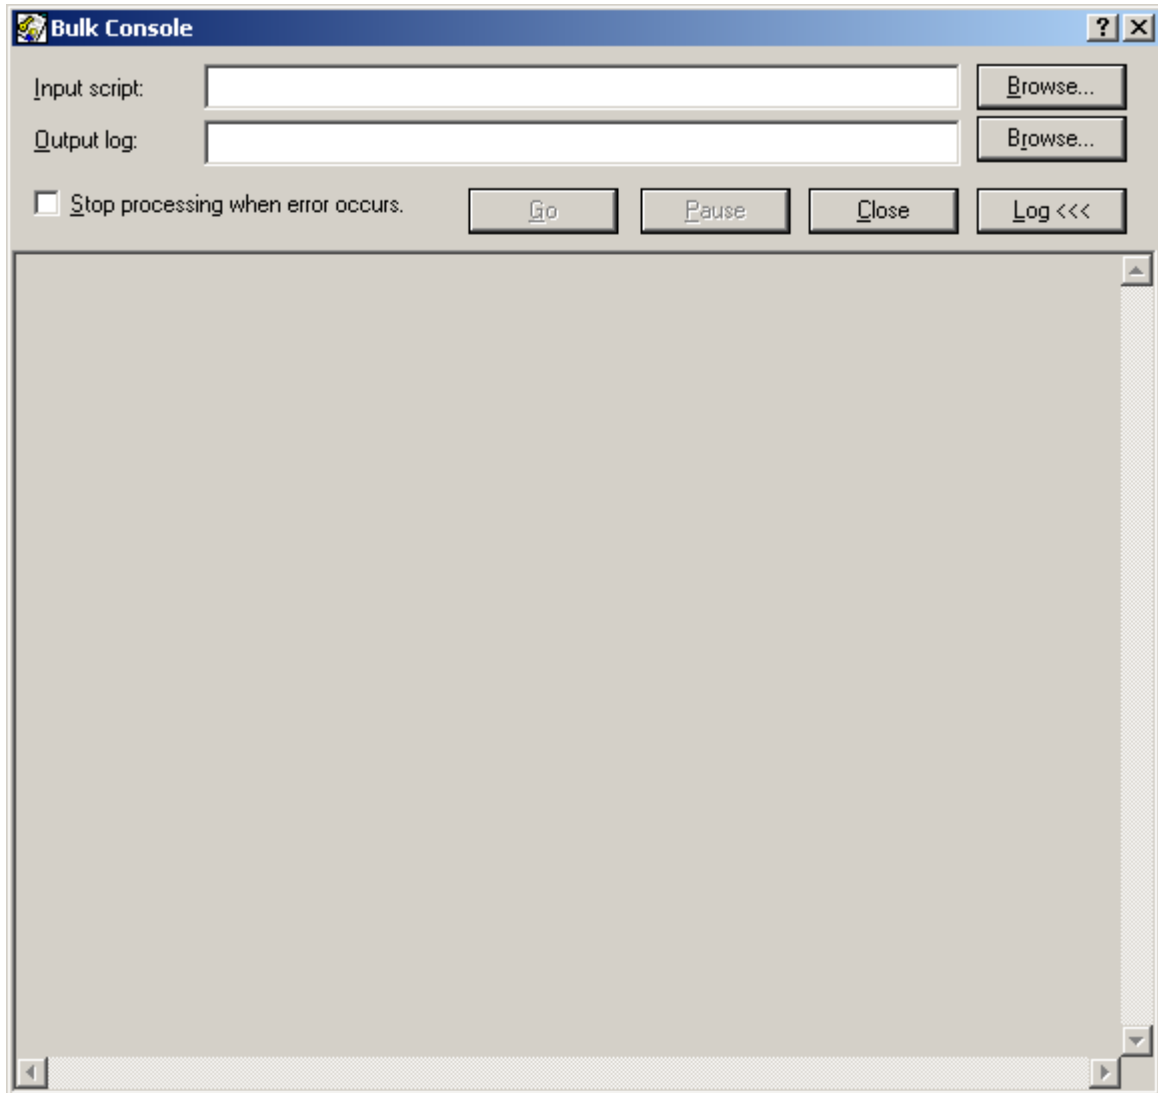 Bulk Console
Input script: Browse...
Output log: Browse...
Stop processing when error occurs. Go Pause Close Log <<<